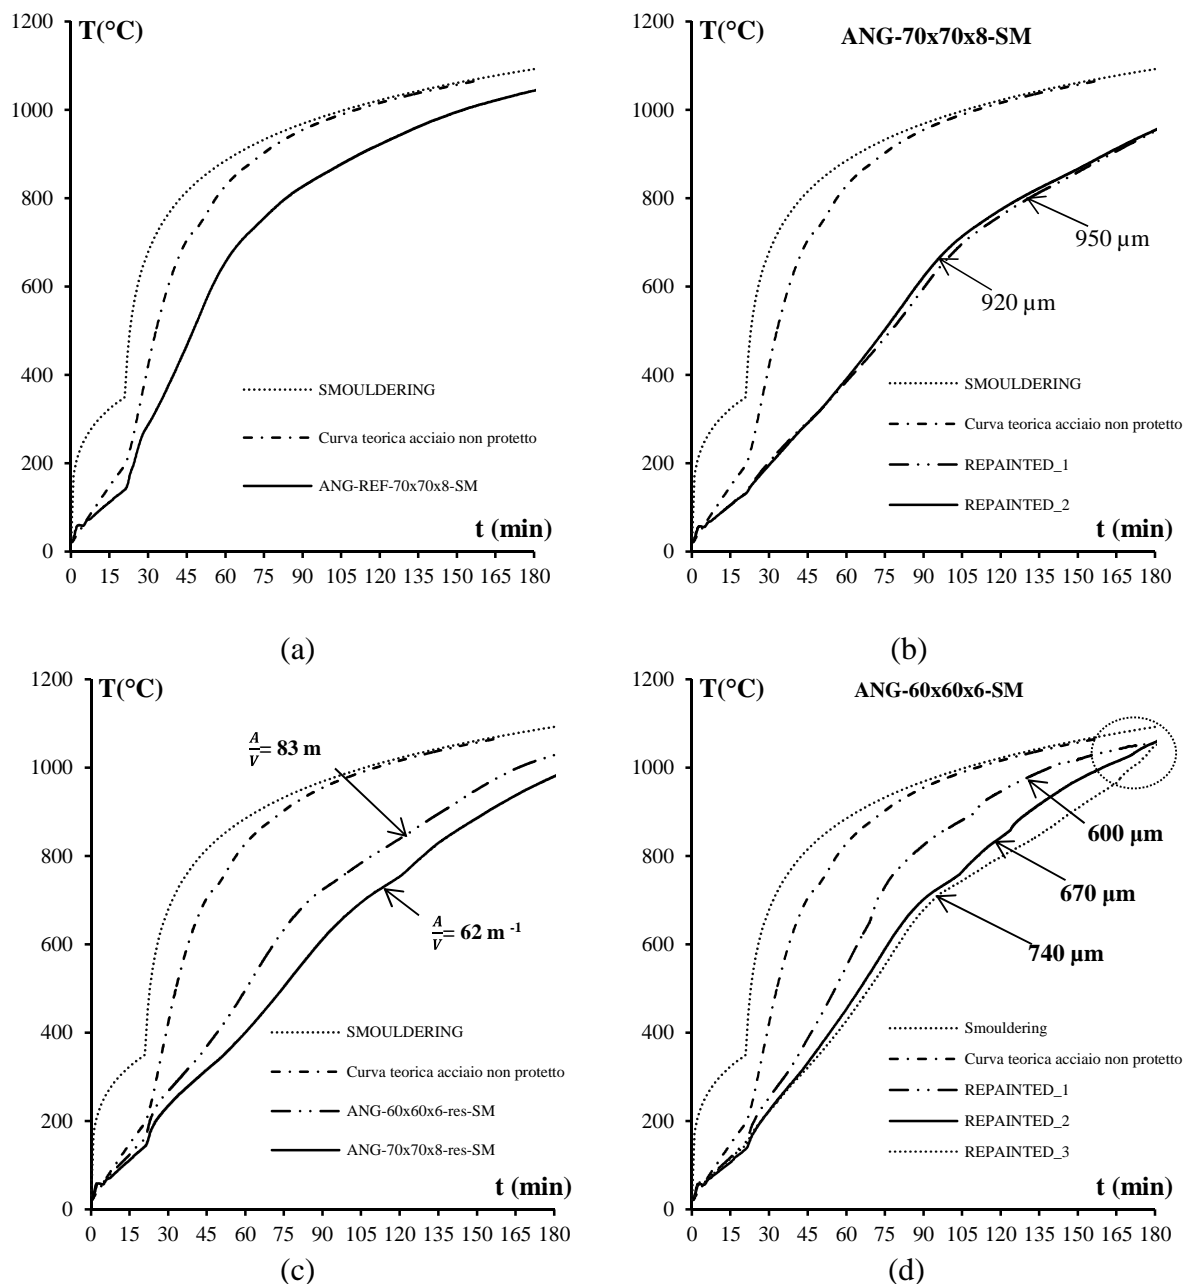 T(°C)
1200
1000
800
600
400
200
0
SMOULDERING
Curva teorica acciaio non protetto
ANG-REF-70x70x8-SM
t (min)
0 15 30 45 60 75 90 105 120 135 150 165 180
(a)
T(°C)
ANG-70x70x8-SM
1200
1000
800
600
400
200
0
950 µm
920 µm
SMOULDERING
Curva teorica acciaio non protetto
REPAINTED_1
REPAINTED_2
t (min)
0 15 30 45 60 75 90 105 120 135 150 165 180
(b)
T(°C)
1200
1000
800
600
400
200
0
A/V= 83 m
A/V= 62 m -1
SMOULDERING
Curva teorica acciaio non protetto
ANG-60x60x6-res-SM
ANG-70x70x8-res-SM
t (min)
0 15 30 45 60 75 90 105 120 135 150 165 180
(c)
T(°C)
ANG-60x60x6-SM
1200
1000
800
600
400
200
0
600 µm
670 µm
740 µm
Smouldering
Curva teorica acciaio non protetto
REPAINTED_1
REPAINTED_2
REPAINTED_3
t (min)
0 15 30 45 60 75 90 105 120 135 150 165 180
(d)